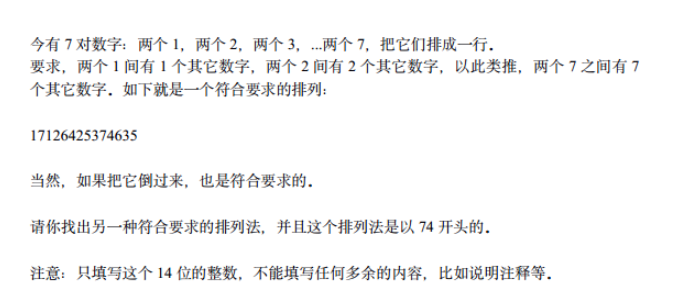 今有 7 对数字：两个 1，两个 2，两个 3，...两个 7，把它们排成一行．
要求，两个 1 间有 1 个其它数字，两个 2 间有 2 个其它数字，以此类推，两个 7 之间有 7
个其它数字．如下就是一个符合要求的排列：
17126425374635
当然，如果把它倒过来，也是符合要求的．
请你找出另一种符合要求的排列法，并且这个排列法是以 74 开头的．
注意：只填写这个 14 位的整数，不能填写任何多余的内容，比如说明注释等．